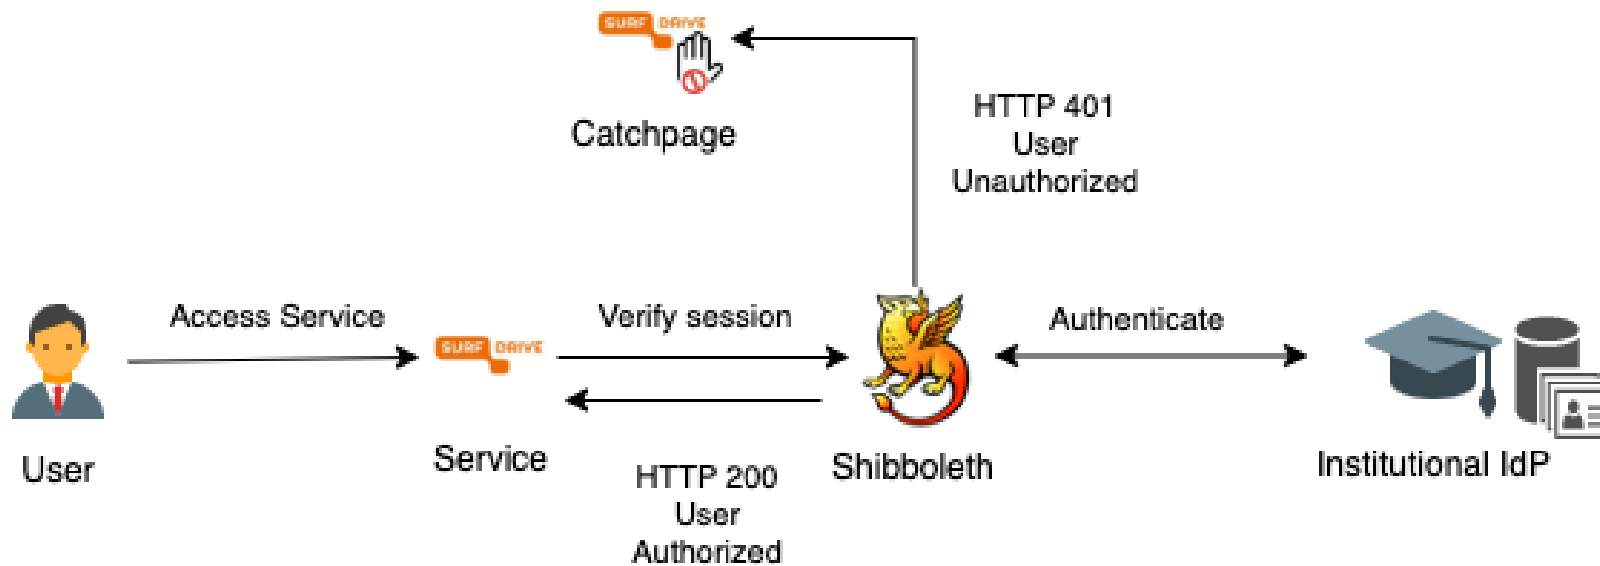 SURF DRIVE
Catchpage
HTTP 401
User
Unauthorized
Access Service
Verify session
Authenticate
SURF DRIVE
User
Service
HTTP 200
User
Authorized
Shibboleth
Institutional IdP